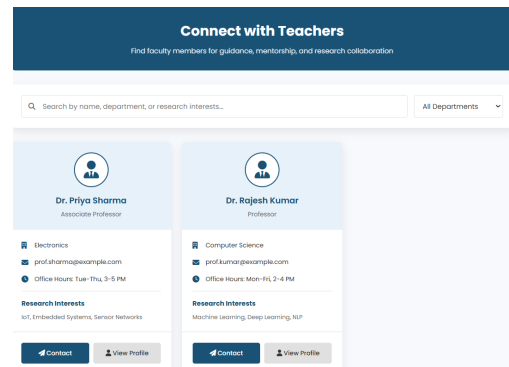 Connect with Teachers
Find faculty members for guidance, mentorship, and research collaboration
Search by name, department, or research interests...
All Departments
Dr. Priya Sharma
Associate Professor
Electronics
prof.sharma@example.com
Office Hours: Tue-Thu, 3-5 PM
Research Interests
IoT, Embedded Systems, Sensor Networks
Contact
View Profile
Dr. Rajesh Kumar
Professor
Computer Science
prof.kumar@example.com
Office Hours: Mon-Fri, 2-4 PM
Research Interests
Machine Learning, Deep Learning, NLP
Contact
View Profile